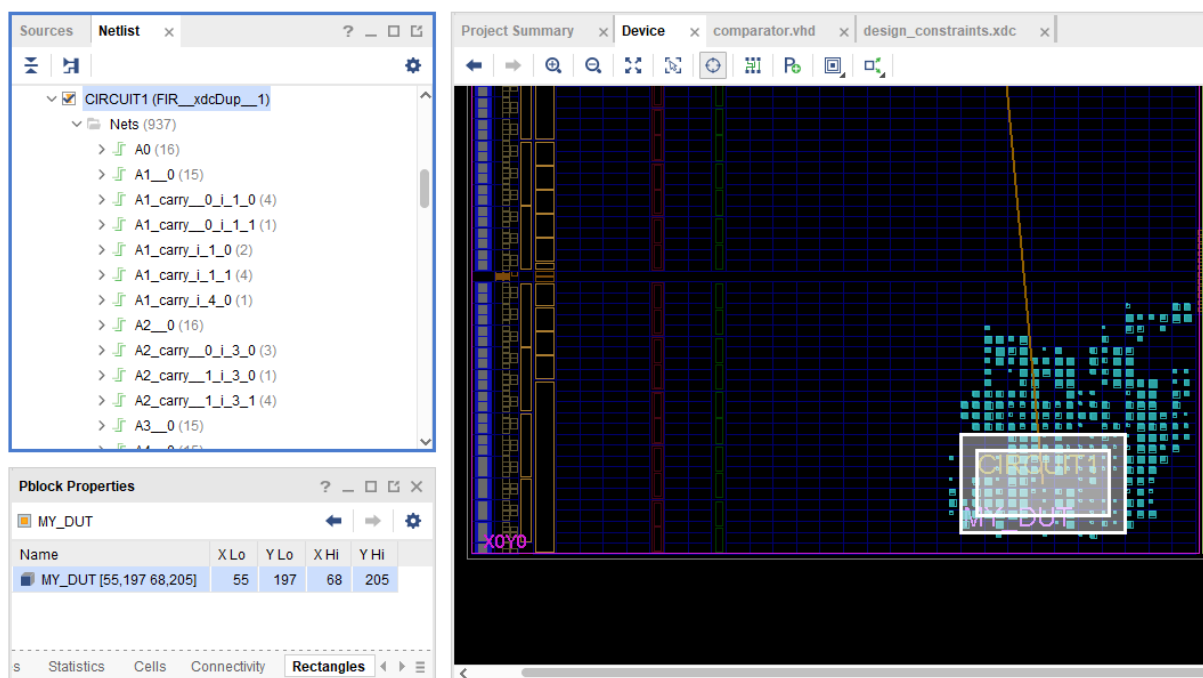 Sources Netlist
CIRCUIT1 (FIR__xdcDup__1)
Nets (937)
A0 (16)
A1__0 (15)
A1_carry__0_i_1_0 (4)
A1_carry__0_i_1_1 (1)
A1_carry_i_1_0 (2)
A1_carry_i_1_1 (4)
A1_carry_i_4_0 (1)
A2__0 (16)
A2_carry__0_i_3_0 (3)
A2_carry__1_i_3_0 (1)
A2_carry__1_i_3_1 (4)
A3__0 (15)
Pblock Properties
MY_DUT
Name X Lo Y Lo X Hi Y Hi
MY_DUT [55,197 68,205] 55 197 68 205
s Statistics Cells Connectivity Rectangles
Project Summary Device comparator.vhd design_constraints.xdc
CIRCUIT1
MY_DUT
X0Y0